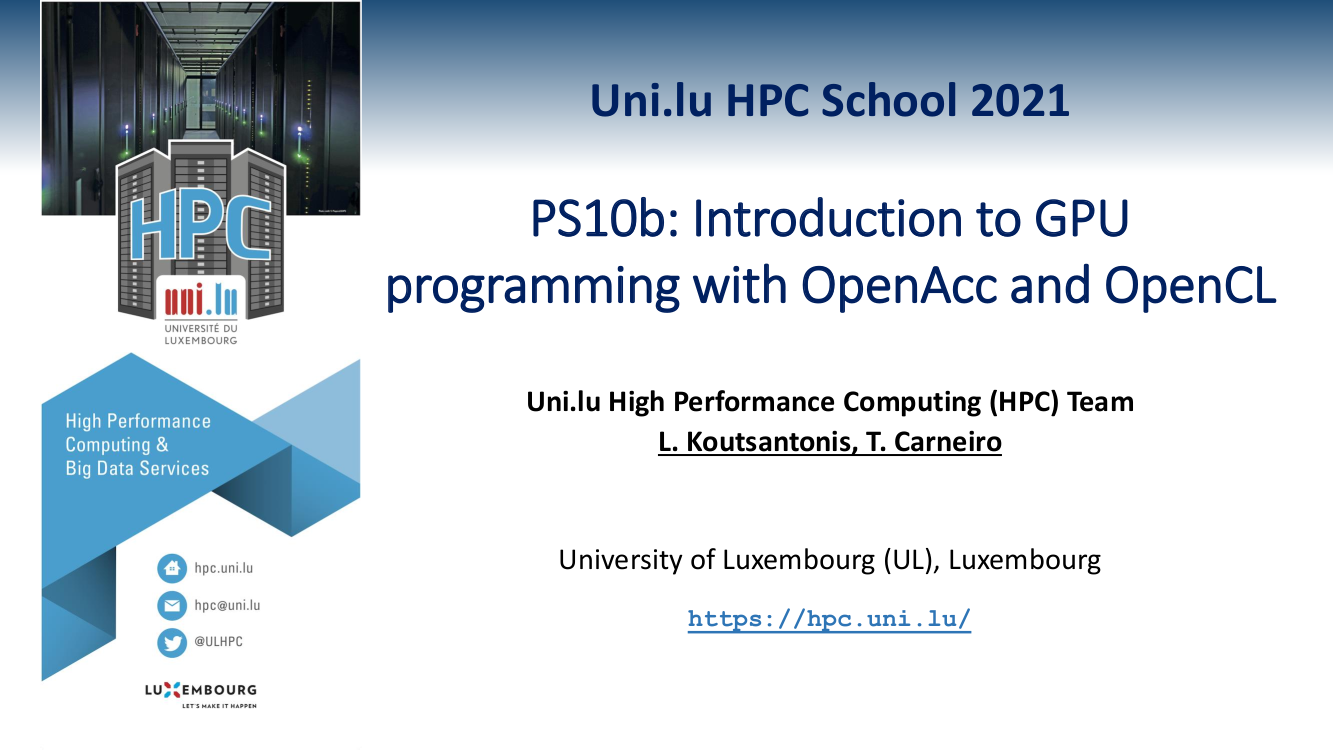 Uni.lu HPC School 2021
PS10b: Introduction to GPU
programming with OpenAcc and OpenCL
Uni.lu High Performance Computing (HPC) Team
L. Koutsantonis, T. Carneiro
University of Luxembourg (UL), Luxembourg
https://hpc.uni.lu/
HPC
uni.lu
UNIVERSITÉ DU
LUXEMBOURG
High Performance
Computing &
Big Data Services
hpc.uni.lu
hpc@uni.lu
@ULHPC
LUXEMBOURG
LET'S MAKE IT HAPPEN